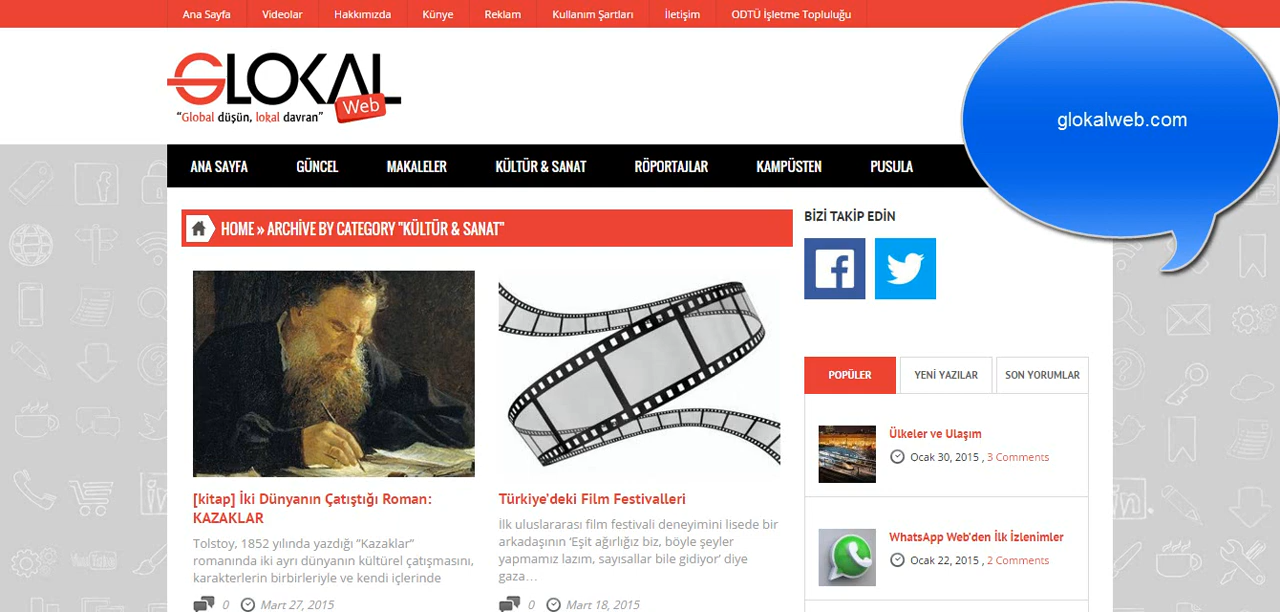 Ana Sayfa Videolar Hakkımızda Künye Reklam Kullanım Şartları İletişim ODTÜ İşletme Topluluğu
GLOKAL
Web
"Global düşün, lokal davran"
glokalweb.com
ANA SAYFA GÜNCEL MAKALELER KÜLTÜR & SANAT RÖPORTAJLAR KAMPÜSTEN PUSULA
HOME » ARCHİVE BY CATEGORY "KÜLTÜR & SANAT"
[kitap] İki Dünyanın Çatıştığı Roman:
KAZAKLAR
Tolstoy, 1852 yılında yazdığı "Kazaklar"
romanında iki ayrı dünyanın kültürel çatışmasını,
karakterlerin birbirleriyle ve kendi içlerinde
0 Mart 27, 2015
Türkiye'deki Film Festivalleri
İlk uluslararası film festivali deneyimini lisede bir
arkadaşının 'Eşit ağırlığız biz, böyle şeyler
yapmamız lazım, sayısallar bile gidiyor' diye
gaza…
0 Mart 18, 2015
BİZİ TAKİP EDİN
POPÜLER YENİ YAZILAR SON YORUMLAR
Ülkeler ve Ulaşım
Ocak 30, 2015 , 3 Comments
WhatsApp Web'den İlk İzlenimler
Ocak 22, 2015 , 2 Comments